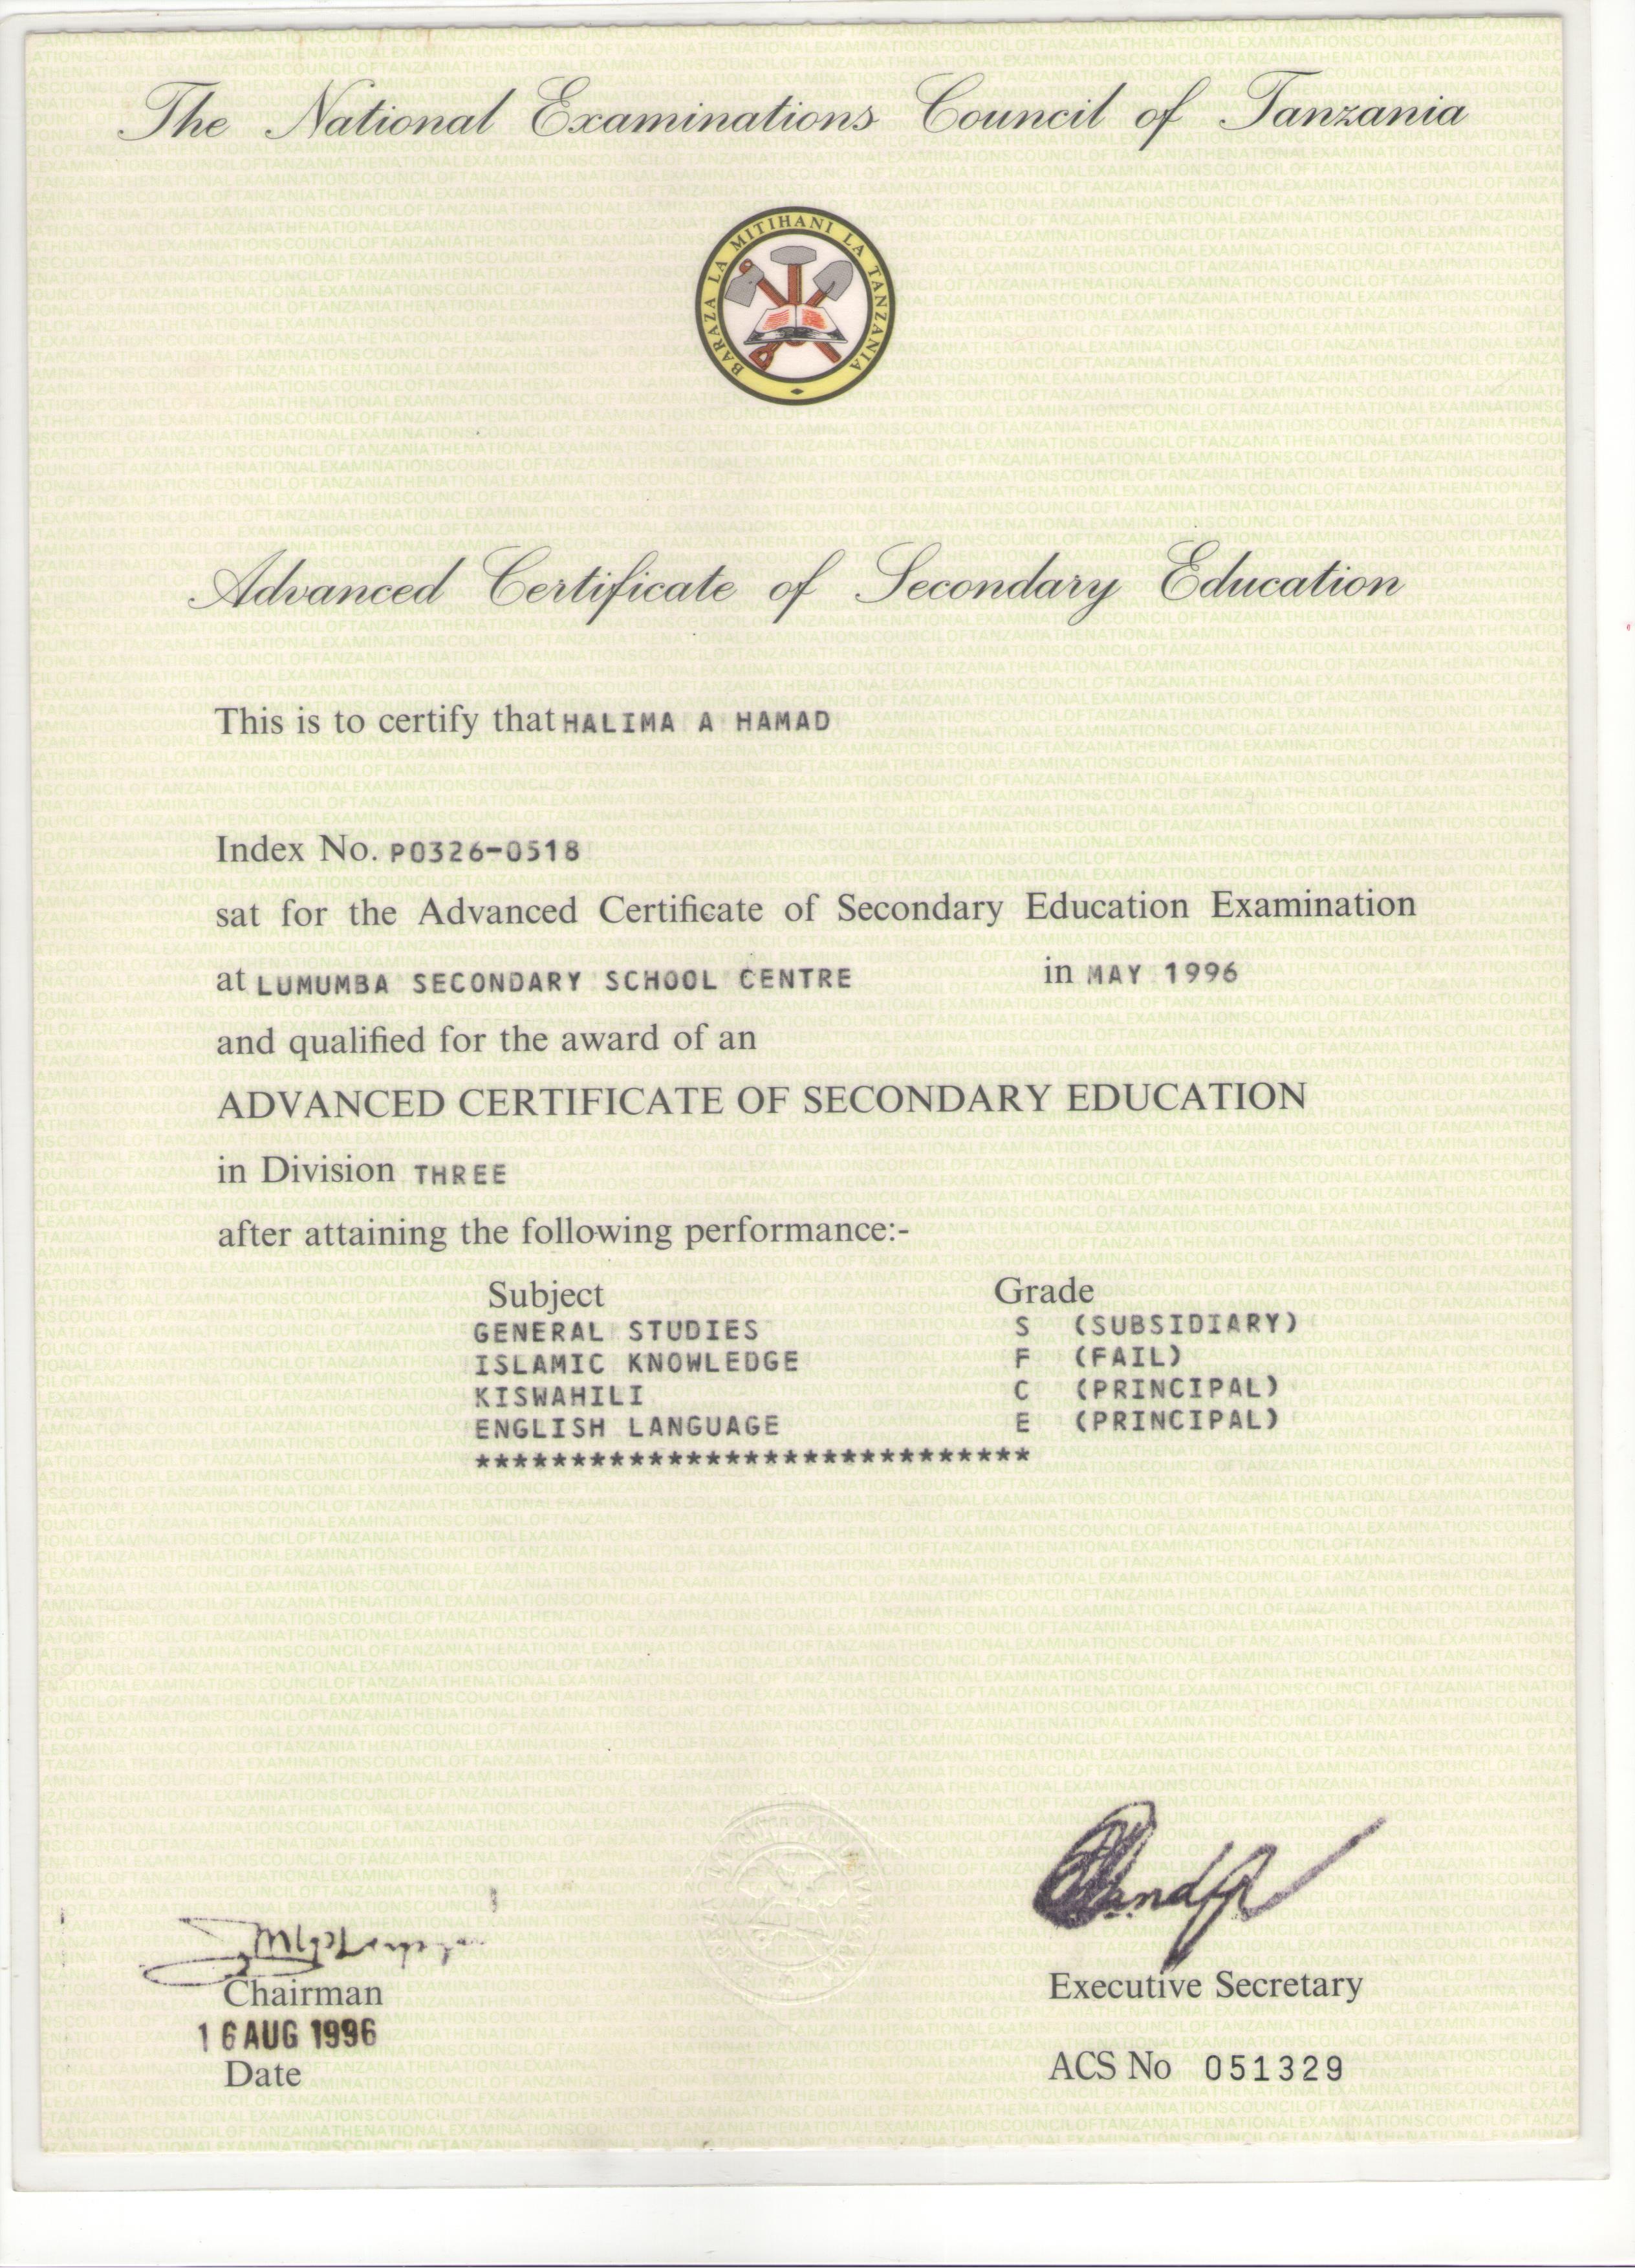 The National Examinations Council of Tanzania
BARAZA LA MITIHANI LA TANZANIA
Advanced Certificate of Secondary Education
This is to certify that HALIMA A HAMAD
Index No. P0326-0518
sat for the Advanced Certificate of Secondary Education Examination
at LUMUMBA SECONDARY SCHOOL CENTRE in MAY 1996
and qualified for the award of an
ADVANCED CERTIFICATE OF SECONDARY EDUCATION
in Division THREE
after attaining the following performance:-
Subject Grade
GENERAL STUDIES S (SUBSIDIARY)
ISLAMIC KNOWLEDGE F (FAIL)
KISWAHILI C (PRINCIPAL)
ENGLISH LANGUAGE E (PRINCIPAL)
*****************************
Chairman
16 AUG 1996
Date
Executive Secretary
ACS No 051329